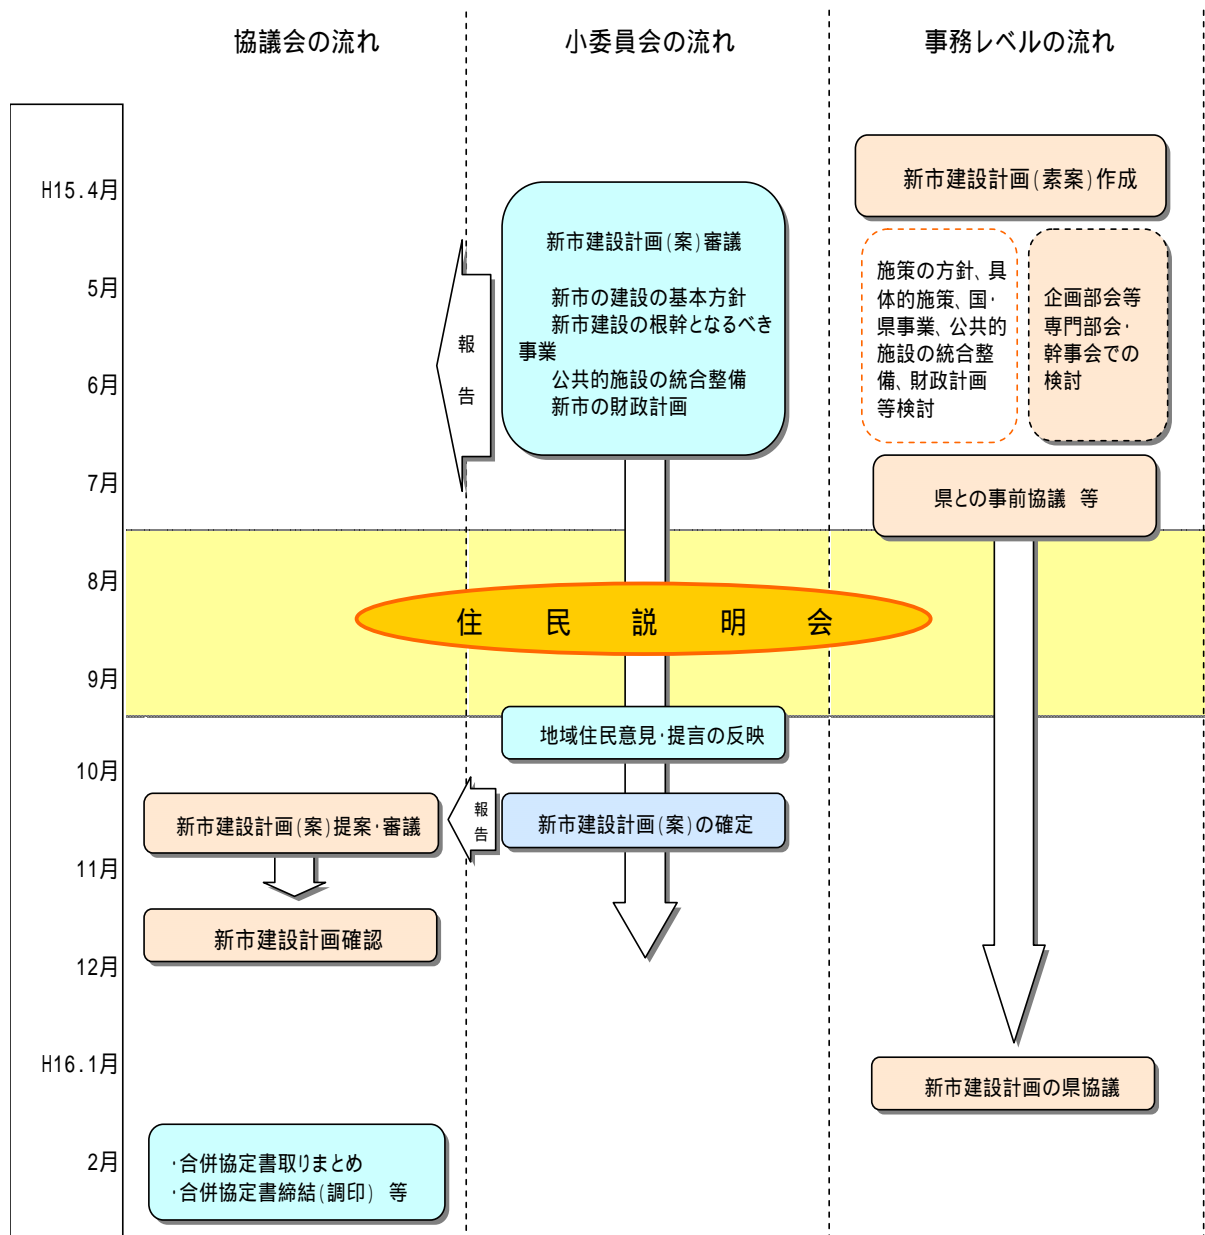 協議会の流れ
小委員会の流れ
事務レベルの流れ
H15.4月
5月
6月
7月
8月
9月
10月
11月
12月
H16.1月
2月
新市建設計画(素案)作成
施策の方針、具
体的施策、国・
県事業、公共的
施設の統合整
備、財政計画
等検討
企画部会等
専門部会・
幹事会での
検討
県との事前協議 等
新市建設計画(案)審議
新市の建設の基本方針
新市建設の根幹となるべき
事業
公共的施設の統合整備
新市の財政計画
報
告
住 民 説 明 会
地域住民意見・提言の反映
新市建設計画(案)の確定
報
告
新市建設計画(案)提案・審議
新市建設計画確認
新市建設計画の県協議
・合併協定書取りまとめ
・合併協定書締結(調印) 等